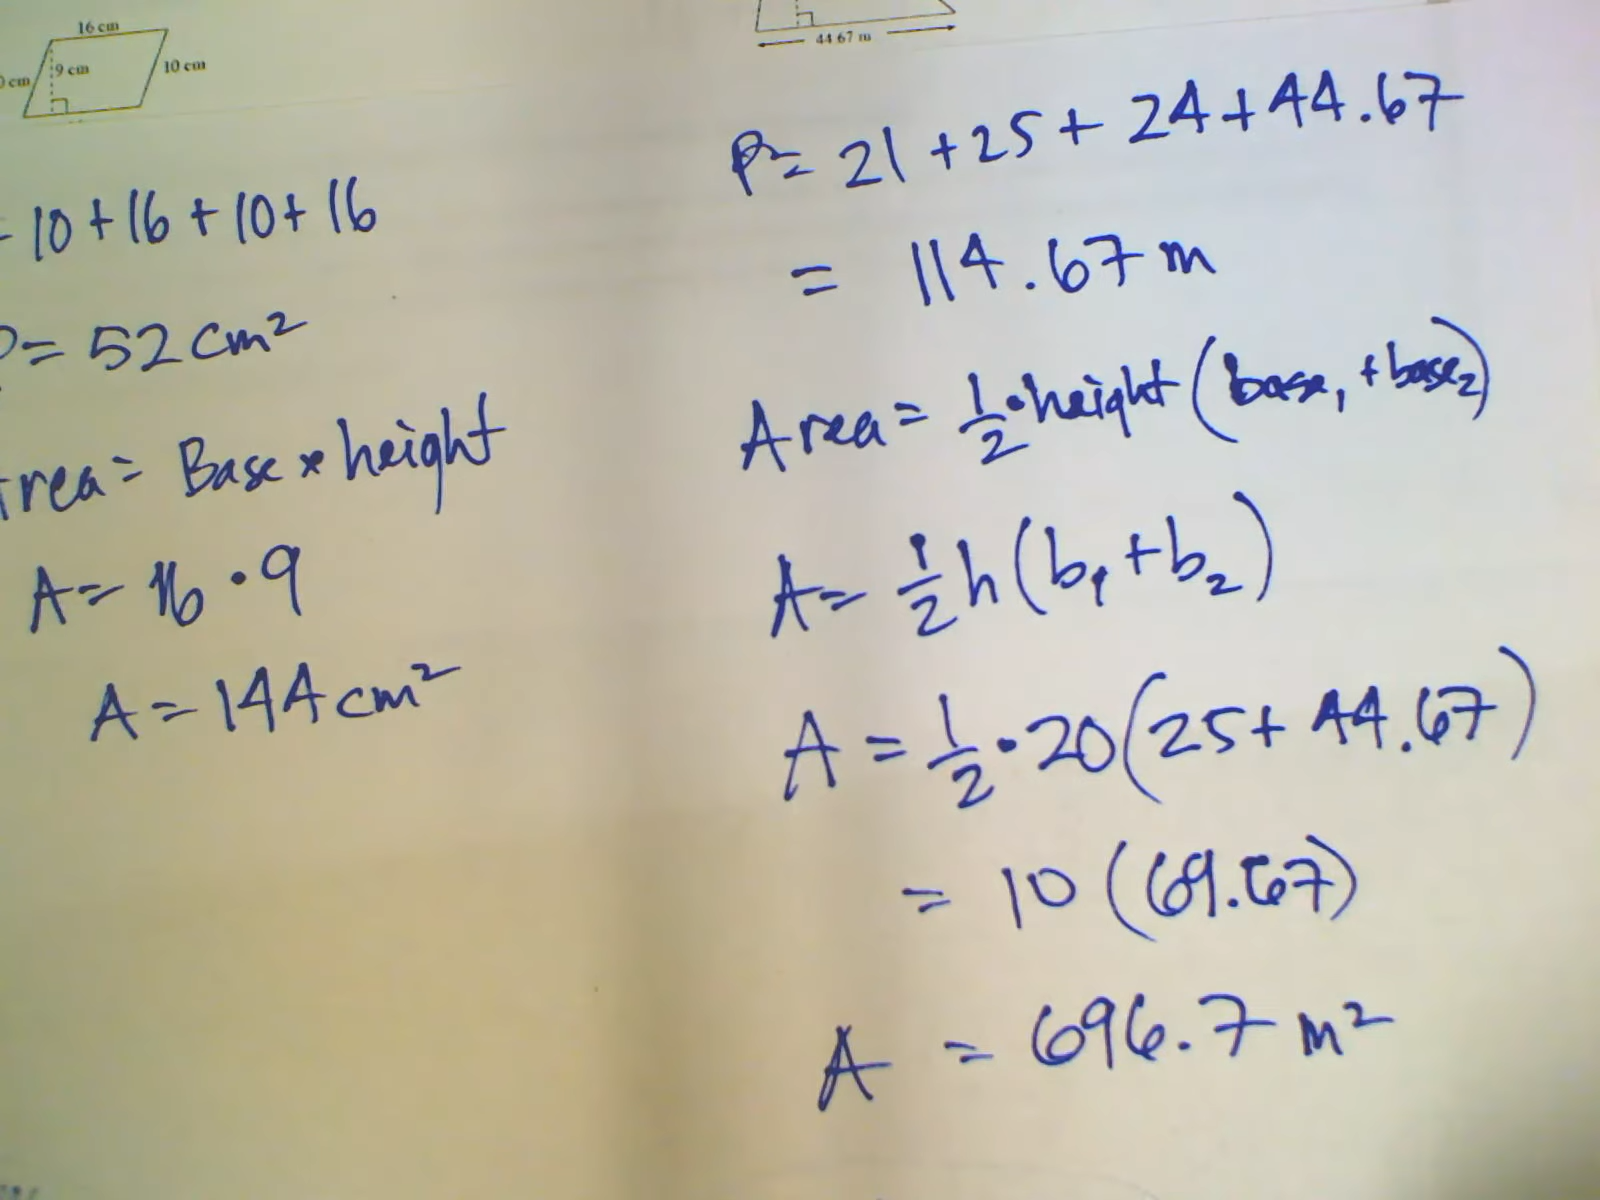 16 cm
9 cm
10 cm
= 10 + 16 + 10 + 16
P = 52 cm²
Area = Base × height
A = 16 · 9
A = 144 cm²
44.67 m
P = 21 + 25 + 24 + 44.67
= 114.67 m
Area = 1/2 · height (base₁ + base₂)
A = 1/2 h (b₁ + b₂)
A = 1/2 · 20 (25 + 44.67)
= 10 (69.67)
A = 696.7 m²